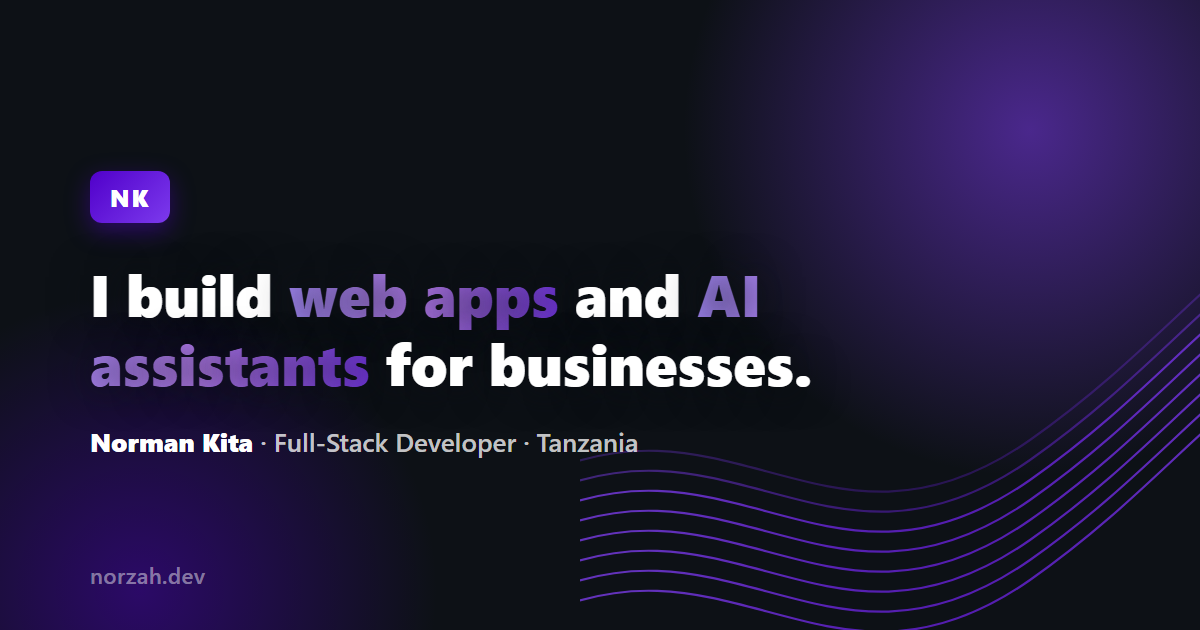 NK
I build web apps and AI
assistants for businesses.
Norman Kita · Full-Stack Developer · Tanzania
norzah.dev